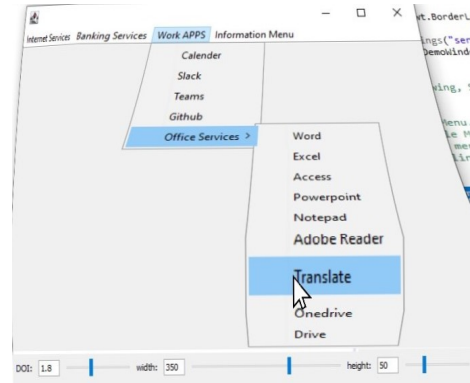 Internet Services Banking Services Work APPS Information Menu
Calender
Slack
Teams
Github
Office Services >
Word
Excel
Access
Powerpoint
Notepad
Adobe Reader
Translate
Onedrive
Drive
DOI: 1.8 width: 350 height: 50